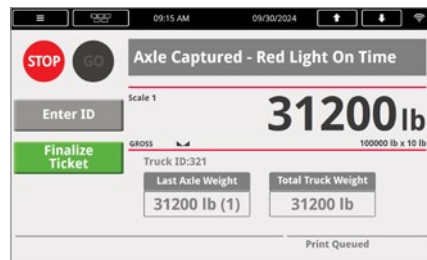 09:15 AM 09/30/2024
STOP GO Axle Captured - Red Light On Time
Enter ID
Scale 1
31200 lb
GROSS 100000 lb x 10 lb
Finalize
Ticket
Truck ID:321
Last Axle Weight Total Truck Weight
31200 lb (1) 31200 lb
Print Queued